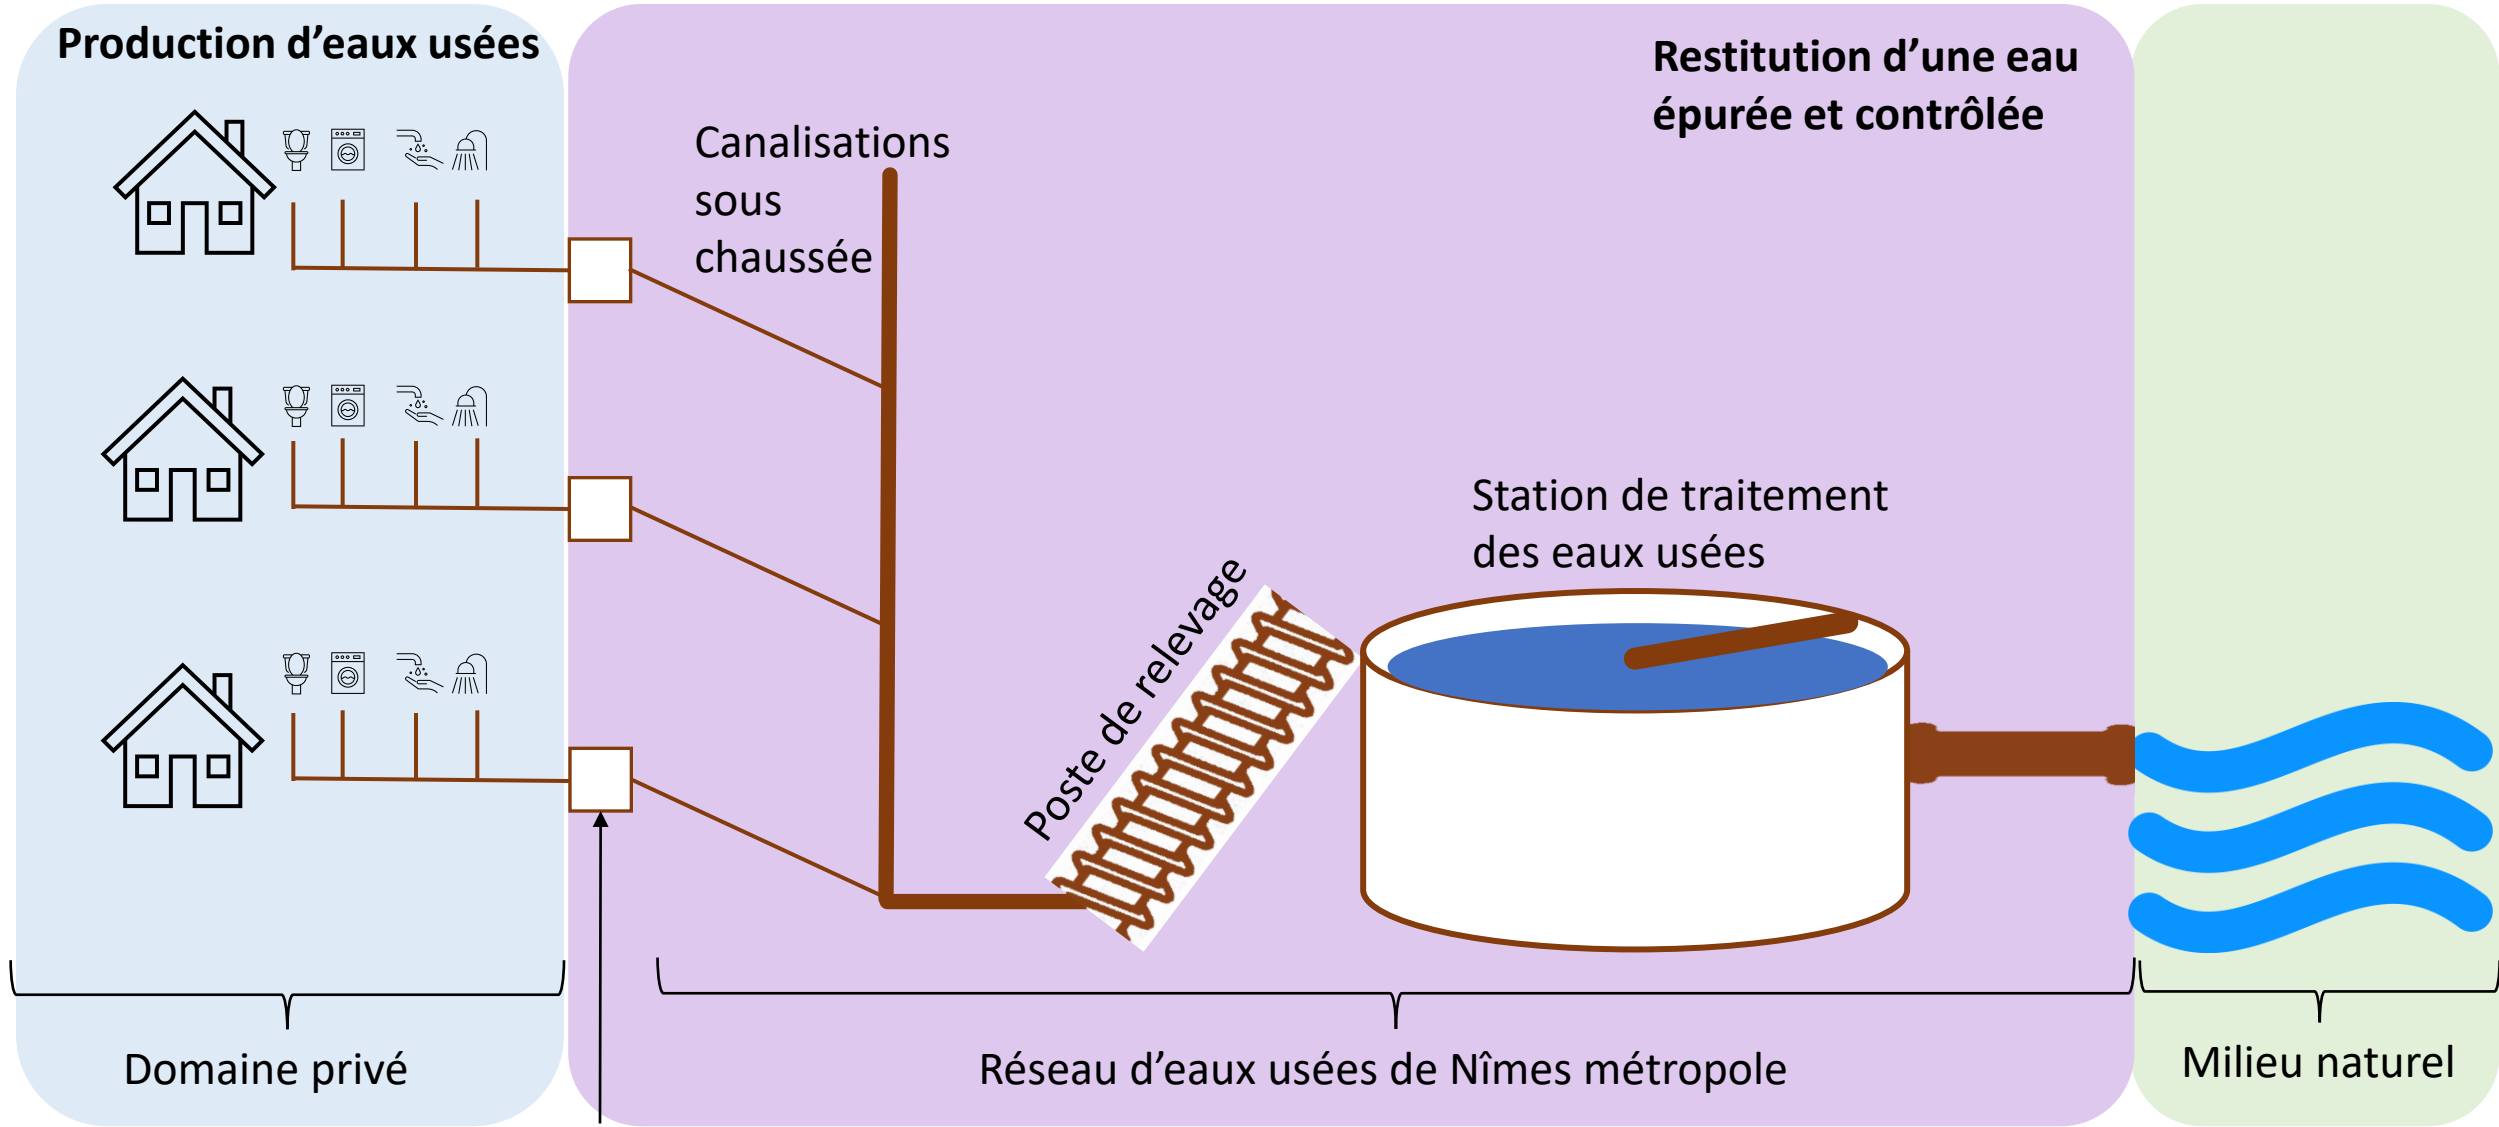 Production d’eaux usées
Restitution d’une eau
épurée et contrôlée
Canalisations
sous
chaussée
Station de traitement
des eaux usées
Poste de relevage
Domaine privé
Réseau d’eaux usées de Nîmes métropole
Milieu naturel